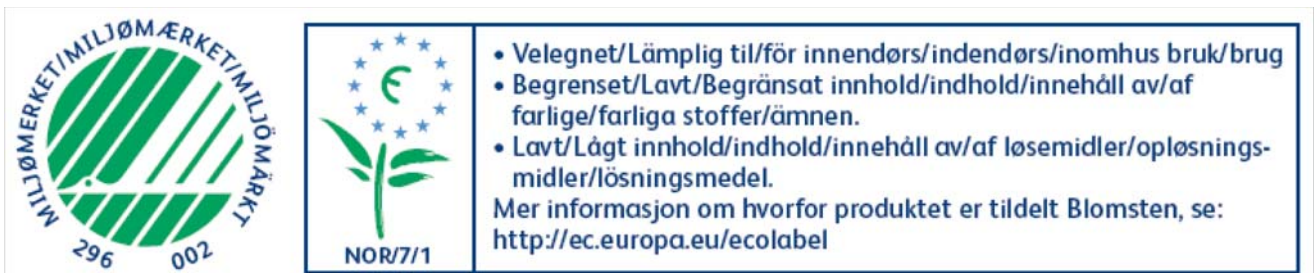 MILJØMERKET/MILJØMÆRKET/MILJÖMÄRKT
296 002
NOR/7/1
• Velegnet/Lämplig til/för innendørs/indendørs/inomhus bruk/brug
• Begrenset/Lavt/Begränsat innhold/indhold/innehåll av/af
farlige/farliga stoffer/ämnen.
• Lavt/Lågt innhold/indhold/innehåll av/af løsemidler/opløsnings-
midler/lösningsmedel.
Mer informasjon om hvorfor produktet er tildelt Blomsten, se:
http://ec.europa.eu/ecolabel